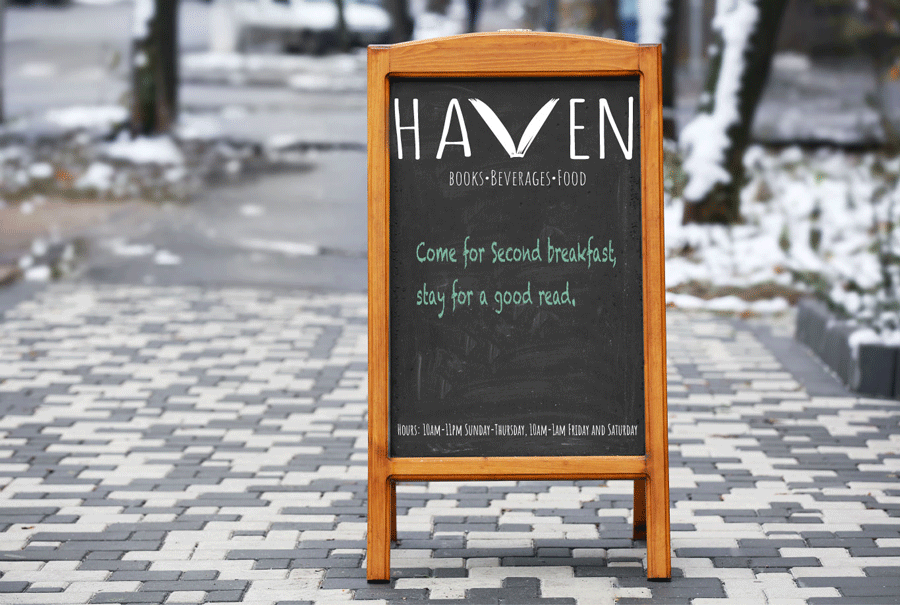 HAVEN
BOOKS•BEVERAGES•FOOD
Come for Second breakfast,
stay for a good read.
HOURS: 10AM-11PM SUNDAY-THURSDAY, 10AM-1AM FRIDAY AND SATURDAY